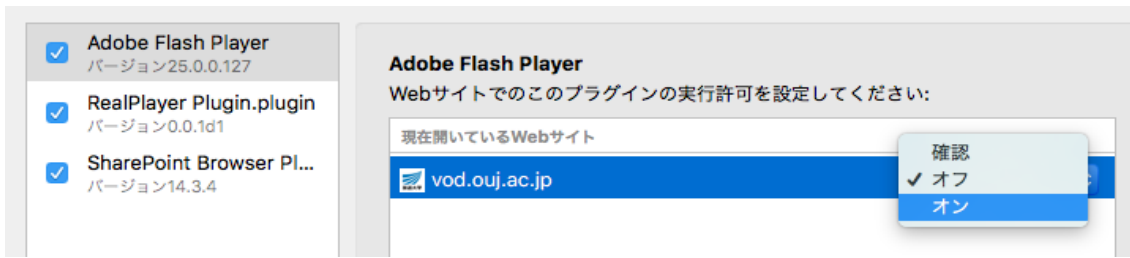 Adobe Flash Player
バージョン25.0.0.127
RealPlayer Plugin.plugin
バージョン0.0.1d1
SharePoint Browser Pl...
バージョン14.3.4
Adobe Flash Player
Webサイトでのこのプラグインの実行許可を設定してください:
現在開いているWebサイト
vod.ouj.ac.jp
確認
✓ オフ
オン